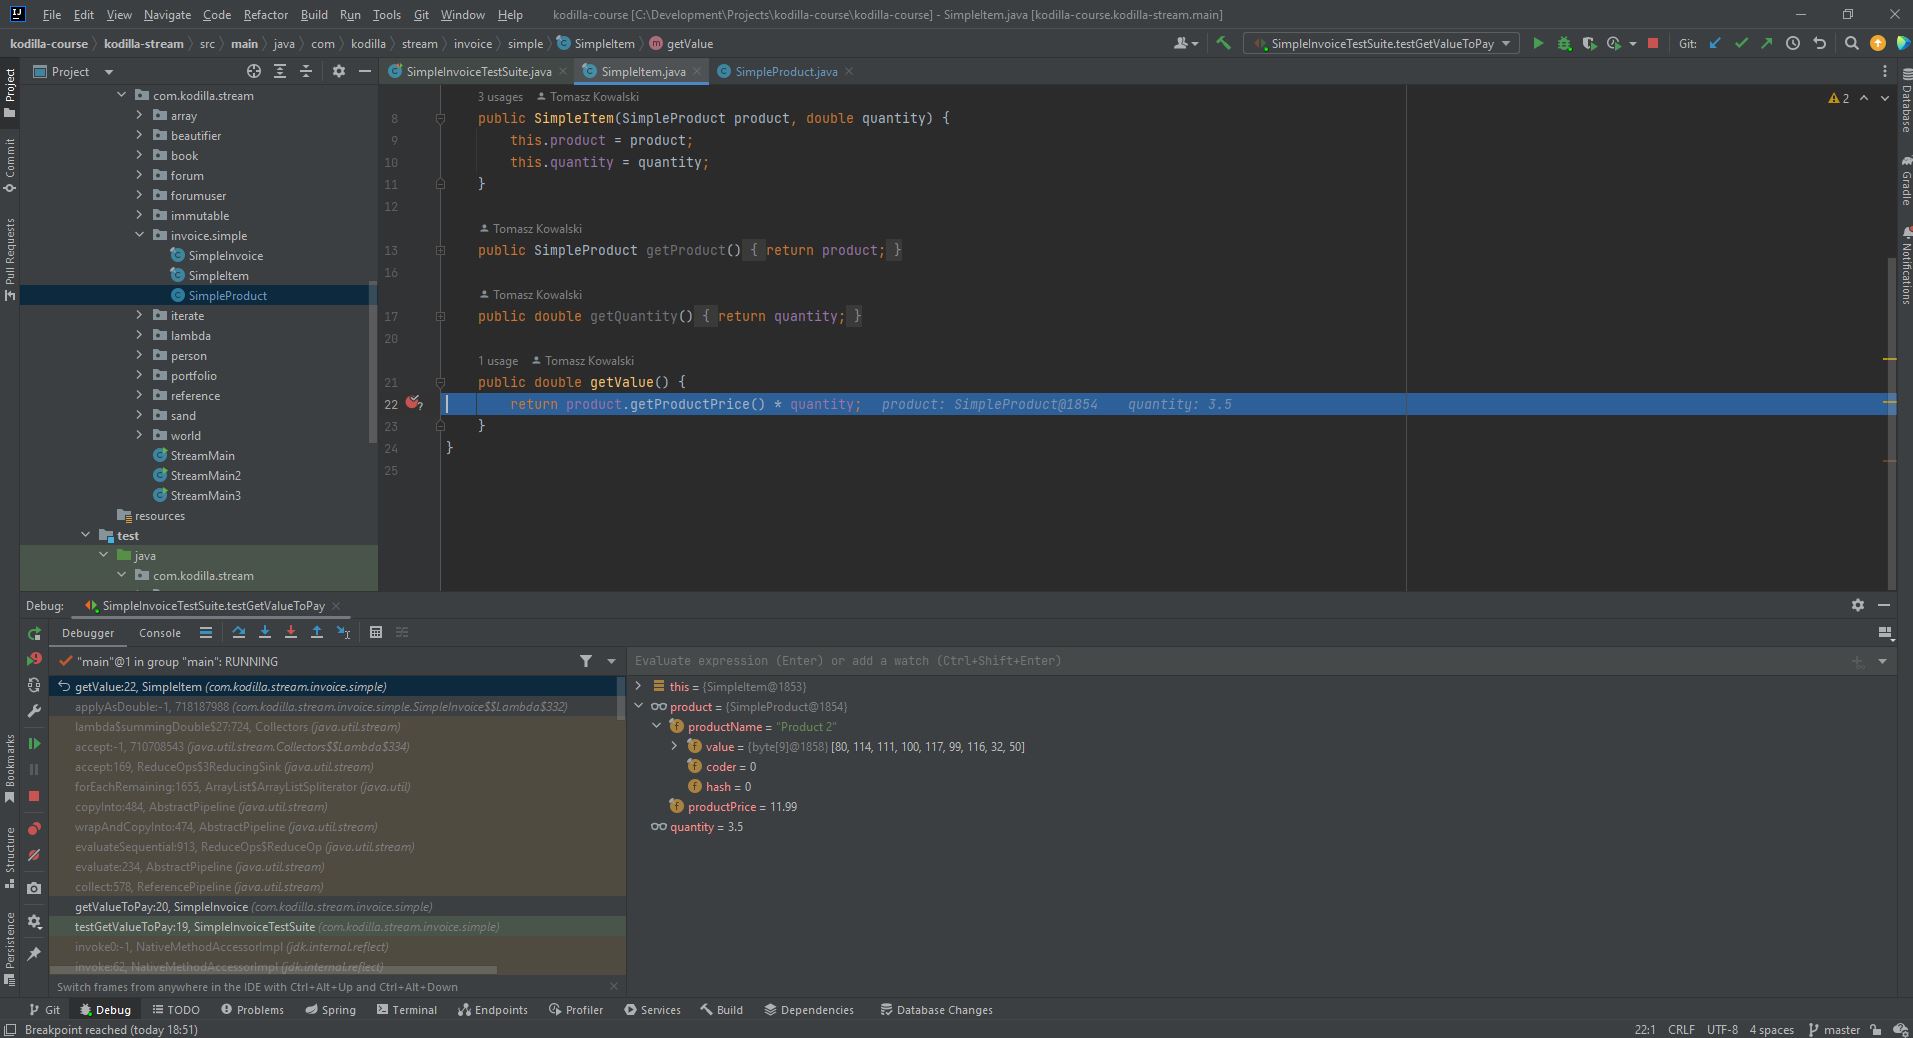 File Edit View Navigate Code Refactor Build Run Tools Git Window Help kodilla-course [C:\Development\Projects\kodilla-course\kodilla-course] - SimpleItem.java [kodilla-course.kodilla-stream.main]
kodilla-course kodilla-stream src main java com kodilla stream invoice simple SimpleItem getValue SimpleInvoiceTestSuite.testGetValueToPay Git:
Project
SimpleInvoiceTestSuite.java SimpleItem.java SimpleProduct.java
Project
Commit
Pull Requests
Bookmarks
Structure
Persistence
com.kodilla.stream
array
beautifier
book
forum
forumuser
immutable
invoice.simple
SimpleInvoice
SimpleItem
SimpleProduct
iterate
lambda
person
portfolio
reference
sand
world
StreamMain
StreamMain2
StreamMain3
resources
test
java
com.kodilla.stream
3 usages Tomasz Kowalski
2
8 public SimpleItem(SimpleProduct product, double quantity) {
9 this.product = product;
10 this.quantity = quantity;
11 }
12
Tomasz Kowalski
13 public SimpleProduct getProduct() { return product; }
16
Tomasz Kowalski
17 public double getQuantity() { return quantity; }
20
1 usage Tomasz Kowalski
21 public double getValue() {
22 return product.getProductPrice() * quantity; product: SimpleProduct@1854 quantity: 3.5
23 }
24 }
25
Database
Gradle
Notifications
Debug: SimpleInvoiceTestSuite.testGetValueToPay
Debugger Console
"main"@1 in group "main": RUNNING
getValue:22, SimpleItem (com.kodilla.stream.invoice.simple)
applyAsDouble:-1, 718187988 (com.kodilla.stream.invoice.simple.SimpleInvoice$$Lambda$332)
lambda$summingDouble$27:724, Collectors (java.util.stream)
accept:-1, 710708543 (java.util.stream.Collectors$$Lambda$334)
accept:169, ReduceOps$3ReducingSink (java.util.stream)
forEachRemaining:1655, ArrayList$ArrayListSpliterator (java.util)
copyInto:484, AbstractPipeline (java.util.stream)
wrapAndCopyInto:474, AbstractPipeline (java.util.stream)
evaluateSequential:913, ReduceOps$ReduceOp (java.util.stream)
evaluate:234, AbstractPipeline (java.util.stream)
collect:578, ReferencePipeline (java.util.stream)
getValueToPay:20, SimpleInvoice (com.kodilla.stream.invoice.simple)
testGetValueToPay:19, SimpleInvoiceTestSuite (com.kodilla.stream.invoice.simple)
invoke0:-1, NativeMethodAccessorImpl (jdk.internal.reflect)
invoke:62, NativeMethodAccessorImpl (jdk.internal.reflect)
Switch frames from anywhere in the IDE with Ctrl+Alt+Up and Ctrl+Alt+Down
Evaluate expression (Enter) or add a watch (Ctrl+Shift+Enter)
this = {SimpleItem@1853}
product = {SimpleProduct@1854}
productName = "Product 2"
value = {byte[9]@1858} [80, 114, 111, 100, 117, 99, 116, 32, 50]
coder = 0
hash = 0
productPrice = 11.99
quantity = 3.5
Git Debug TODO Problems Spring Terminal Endpoints Profiler Services Build Dependencies Database Changes
Breakpoint reached (today 18:51) 22:1 CRLF UTF-8 4 spaces master